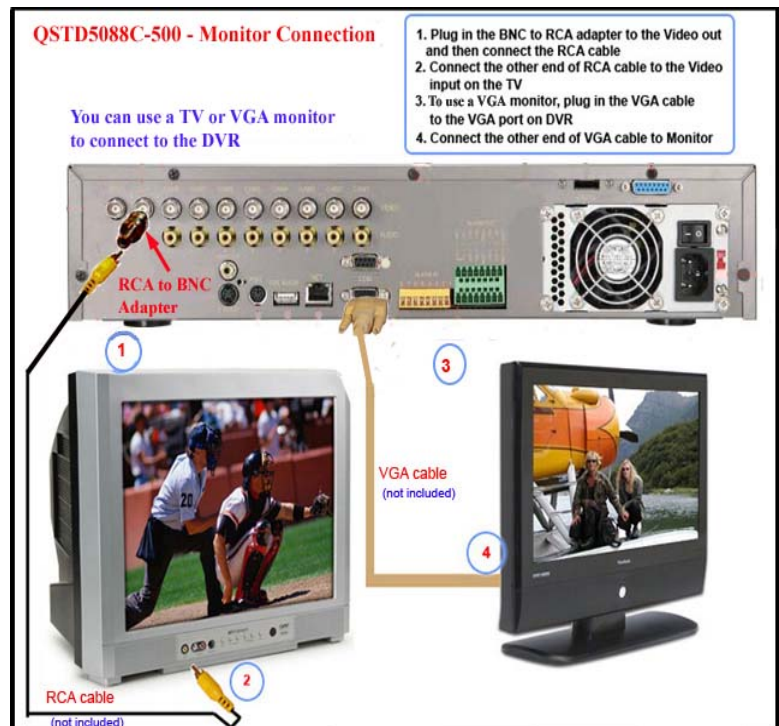 QSTD5088C-500 - Monitor Connection
1. Plug in the BNC to RCA adapter to the Video out
and then connect the RCA cable
2. Connect the other end of RCA cable to the Video
input on the TV
3. To use a VGA monitor, plug in the VGA cable
to the VGA port on DVR
4. Connect the other end of VGA cable to Monitor
You can use a TV or VGA monitor
to connect to the DVR
VIDEO
AUDIO
RCA to BNC
Adapter
1
3
20
VGA cable
(not included)
4
2
RCA cable
(not included)